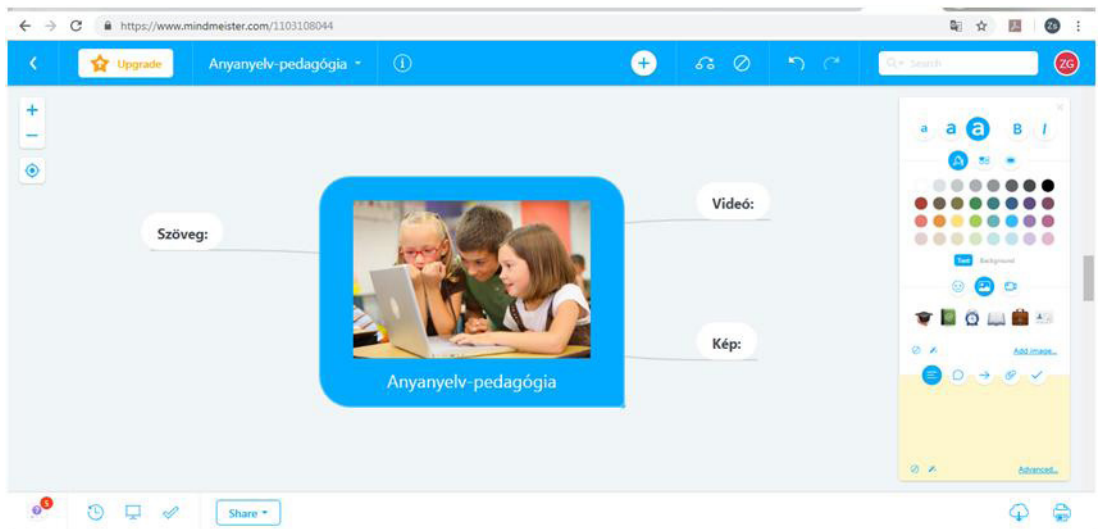 https://www.mindmeister.com/1103108044
Zs
Upgrade
Anyanyelv-pedagógia
Search
ZG
a a a B I
Szöveg:
Videó:
Kép:
Anyanyelv-pedagógia
Text Background
Add image...
Advanced...
5
Share